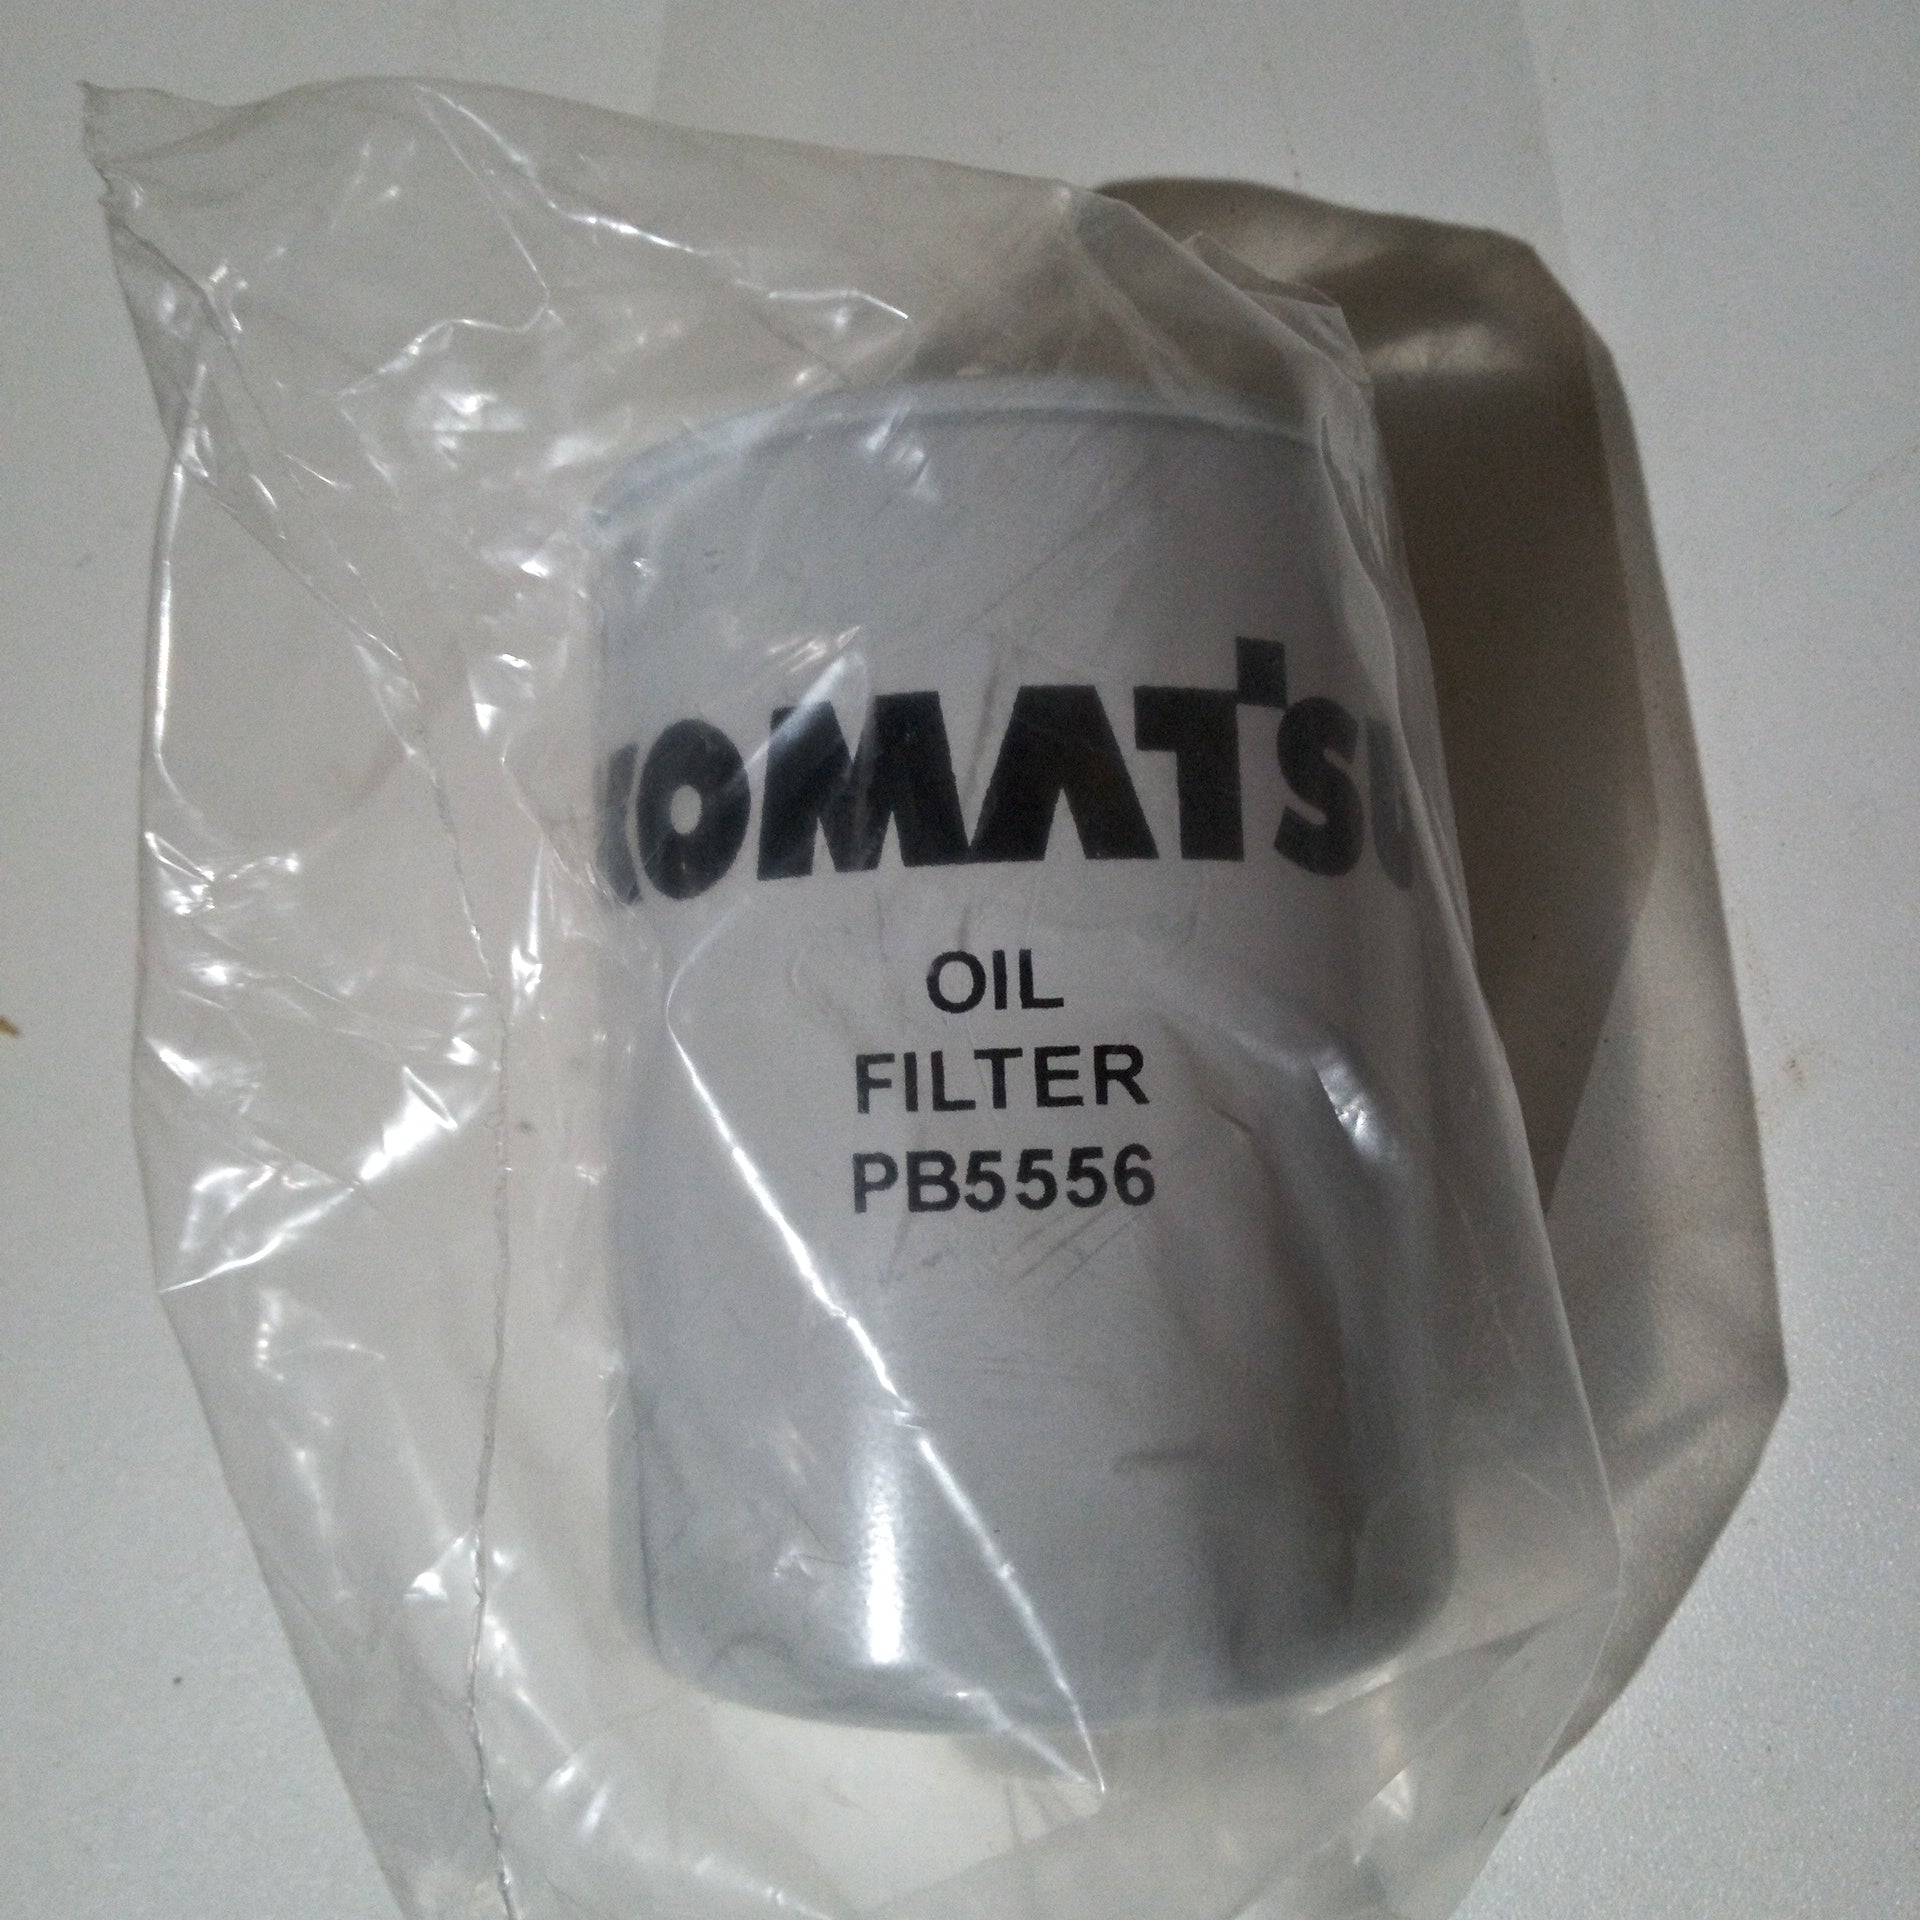 KOMATSU
OIL
FILTER
PB5556